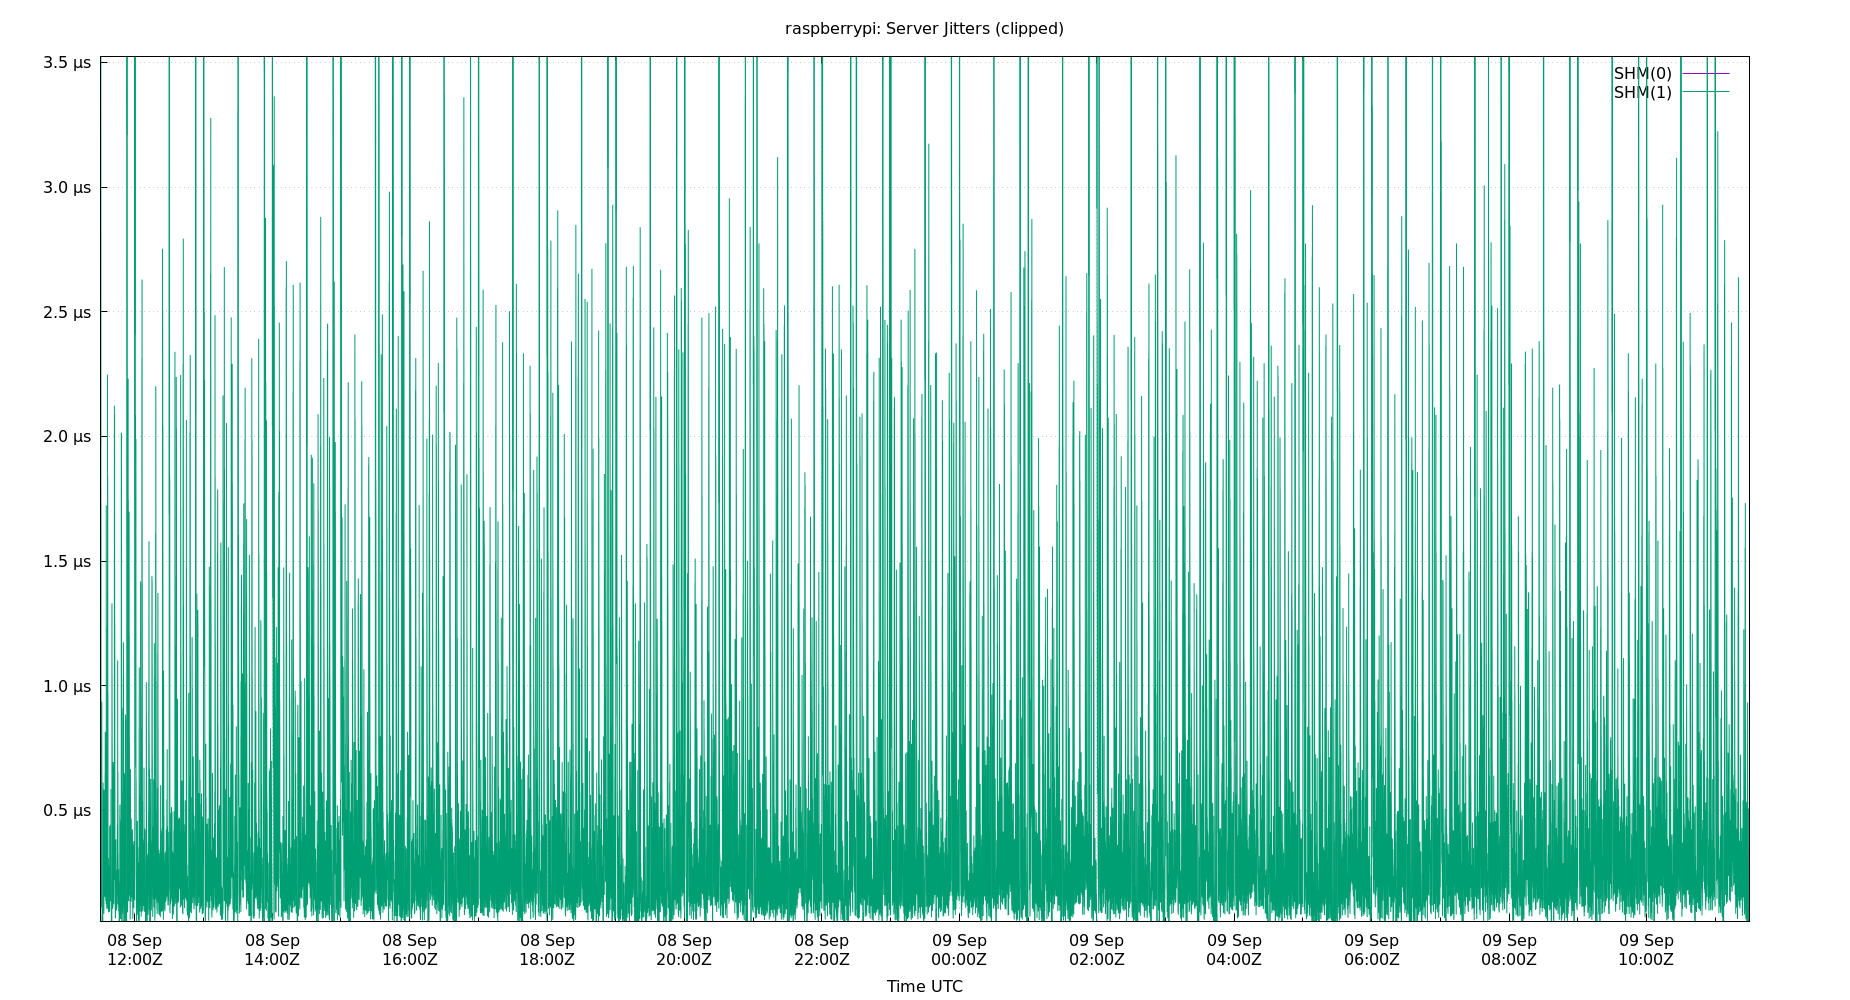 raspberrypi: Server Jitters (clipped)
3.5 µs
SHM(0)
SHM(1)
3.0 µs
2.5 µs
2.0 µs
1.5 µs
1.0 µs
0.5 µs
08 Sep 08 Sep 08 Sep 08 Sep 08 Sep 08 Sep 09 Sep 09 Sep 09 Sep 09 Sep 09 Sep 09 Sep
12:00Z 14:00Z 16:00Z 18:00Z 20:00Z 22:00Z 00:00Z 02:00Z 04:00Z 06:00Z 08:00Z 10:00Z
Time UTC